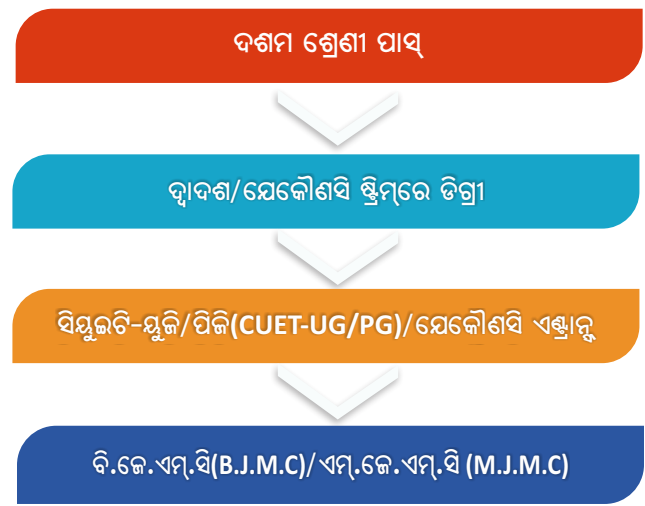 ଦଶମ ଶ୍ରେଣୀ ପାସ୍
ଦ୍ୱାଦଶ/ଯେକୌଣସି ଷ୍ଟ୍ରିମ୍‌ରେ ଡିଗ୍ରୀ
ସିୟୁଇଟି-ୟୁଜି/ପିଜି(CUET-UG/PG)/ଯେକୌଣସି ଏଣ୍ଟ୍ରାନ୍ସ
ବି.ଜେ.ଏମ୍.ସି(B.J.M.C)/ଏମ୍.ଜେ.ଏମ୍.ସି (M.J.M.C)